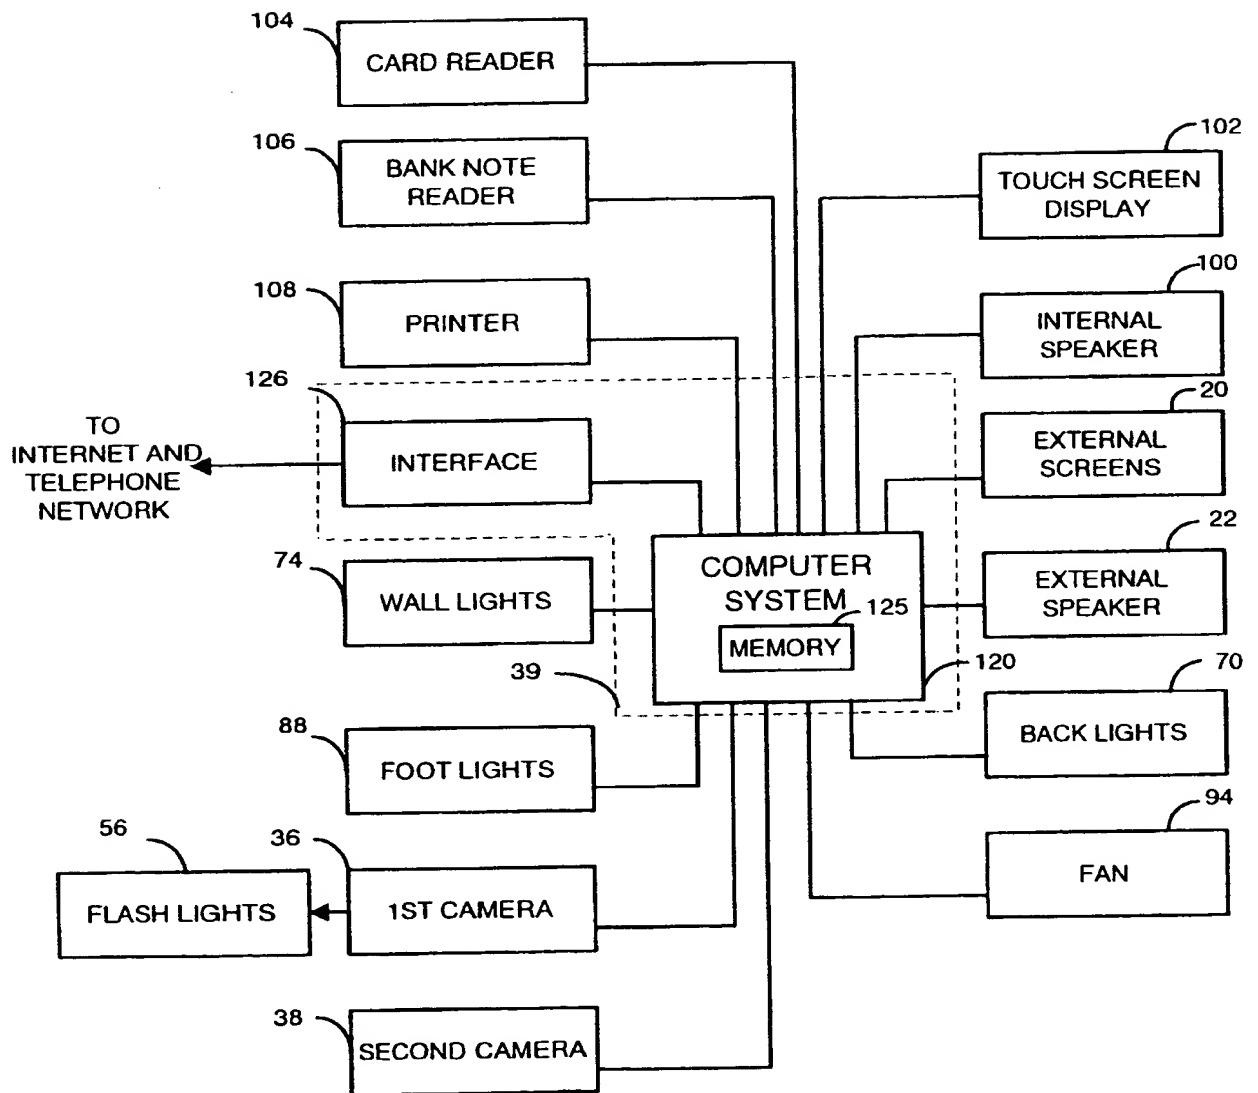 104
CARD READER
106
BANK NOTE
READER
102
TOUCH SCREEN
DISPLAY
108
PRINTER
100
INTERNAL
SPEAKER
126
INTERFACE
TO
INTERNET AND
TELEPHONE
NETWORK
20
EXTERNAL
SCREENS
74
WALL LIGHTS
COMPUTER
SYSTEM
125
MEMORY
120
39
22
EXTERNAL
SPEAKER
70
BACK LIGHTS
88
FOOT LIGHTS
94
FAN
56
FLASH LIGHTS
36
1ST CAMERA
38
SECOND CAMERA